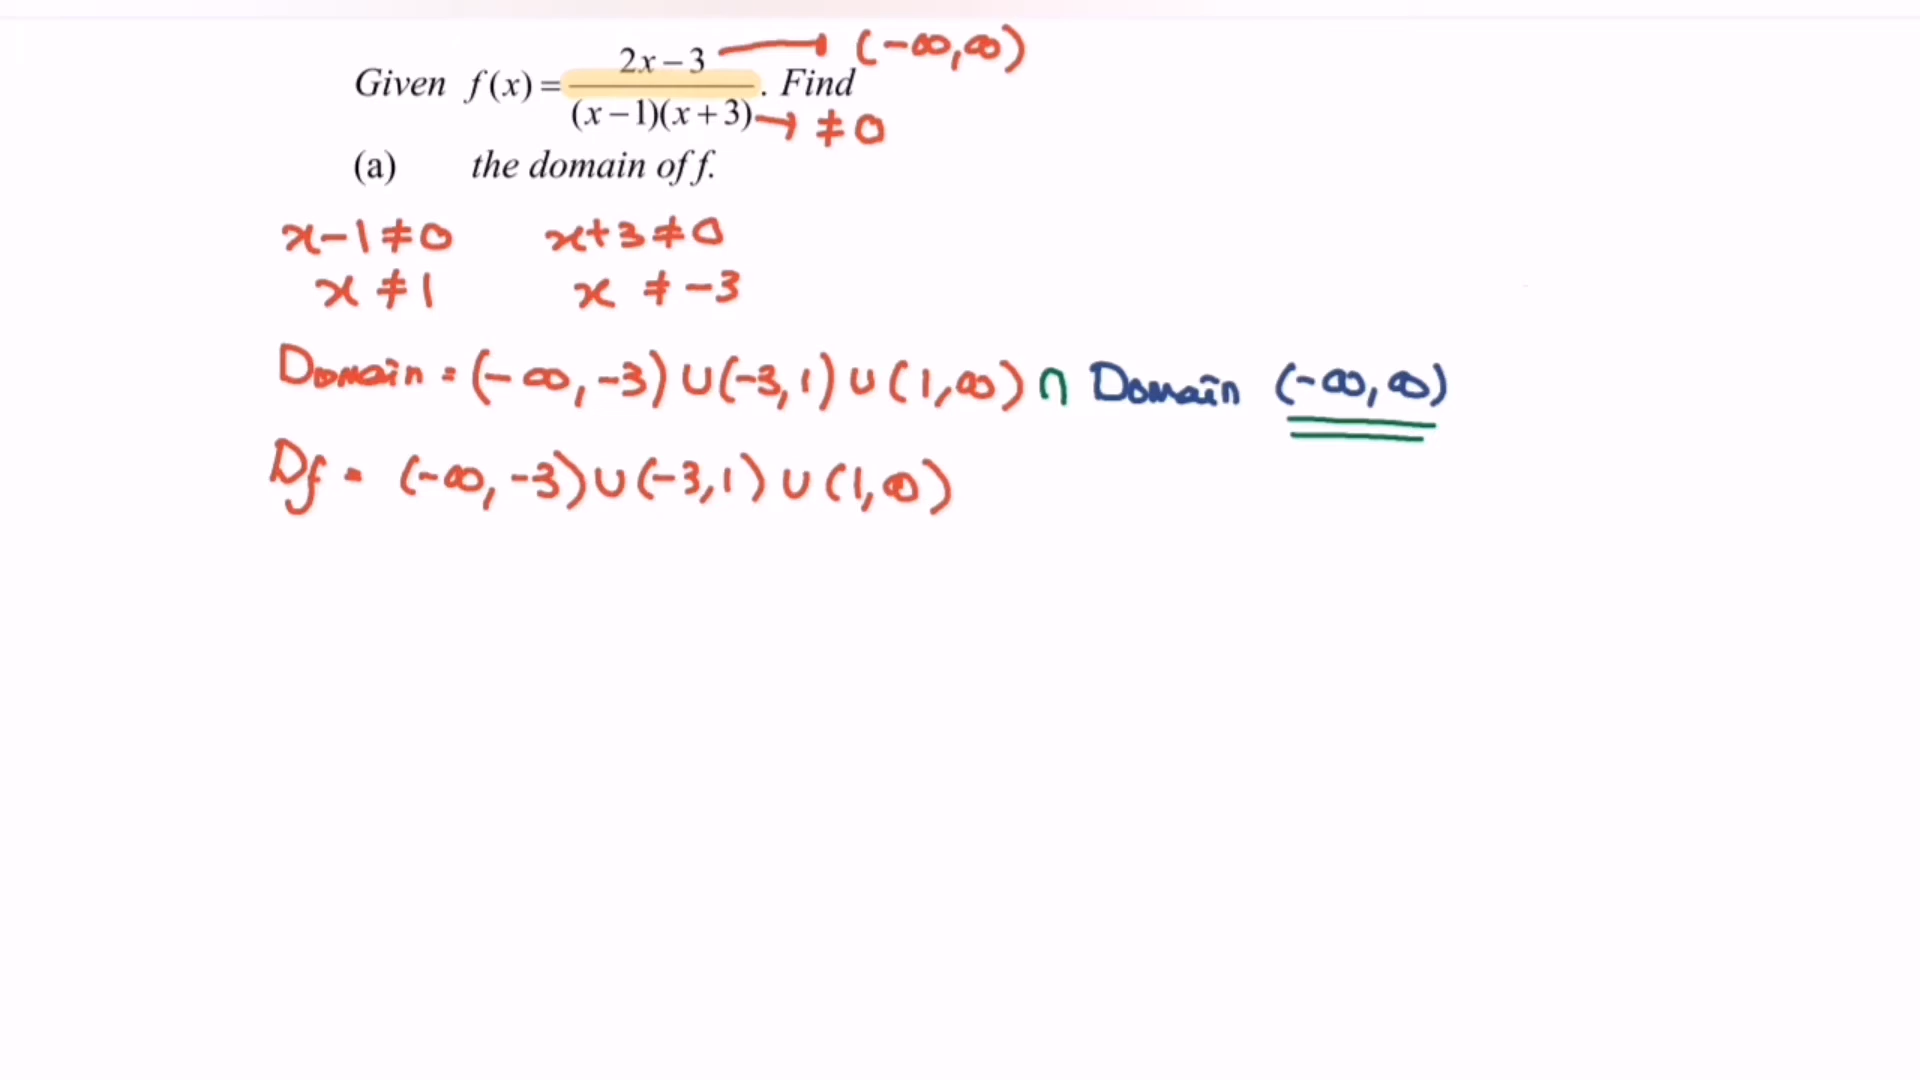 Given f(x) = (2x − 3)/((x − 1)(x + 3)). Find
→ (-∞,∞)
→ ≠ 0
(a) the domain of f.
x-1≠0 x+3≠0
x ≠ 1 x ≠ -3
Domain = (-∞,-3) ∪ (-3,1) ∪ (1,∞) ∩ Domain (-∞,∞)
Df = (-∞,-3) ∪ (-3,1) ∪ (1,∞)